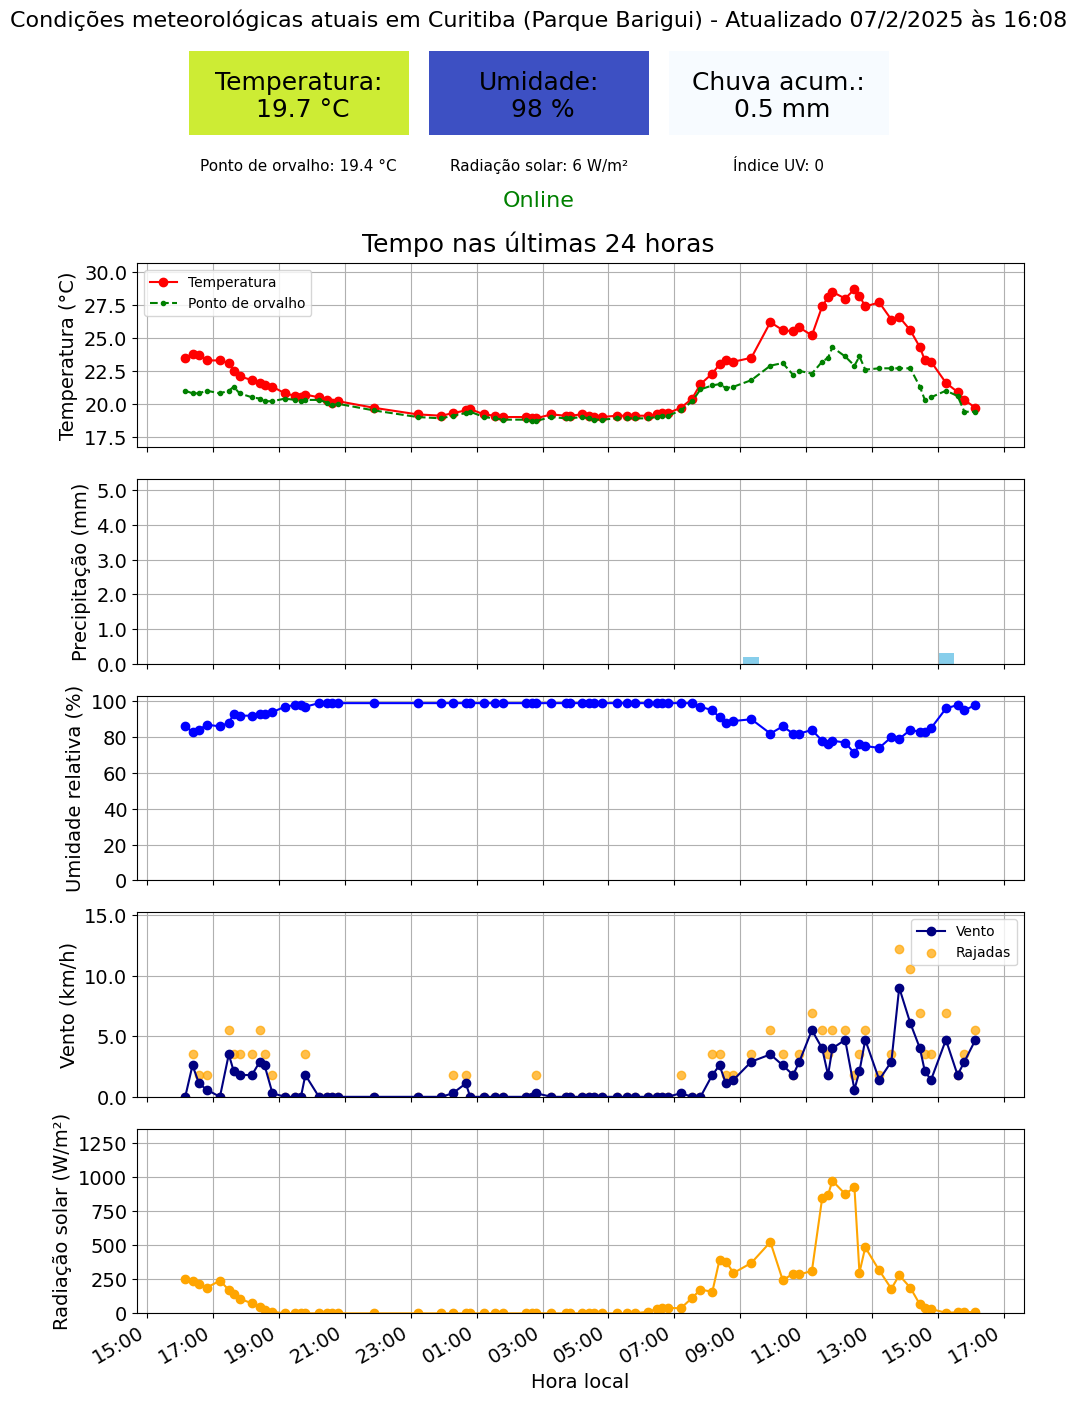 Condições meteorológicas atuais em Curitiba (Parque Barigui) - Atualizado 07/2/2025 às 16:08
Temperatura:
19.7 °C
Umidade:
98 %
Chuva acum.:
0.5 mm
Ponto de orvalho: 19.4 °C
Radiação solar: 6 W/m²
Índice UV: 0
Online
Tempo nas últimas 24 horas
Temperatura (°C)
30.0
27.5
25.0
22.5
20.0
17.5
Temperatura
Ponto de orvalho
Precipitação (mm)
5.0
4.0
3.0
2.0
1.0
0.0
Umidade relativa (%)
100
80
60
40
20
0
Vento (km/h)
15.0
10.0
5.0
0.0
Vento
Rajadas
Radiação solar (W/m²)
1250
1000
750
500
250
0
15:00
17:00
19:00
21:00
23:00
01:00
03:00
05:00
07:00
09:00
11:00
13:00
15:00
17:00
Hora local